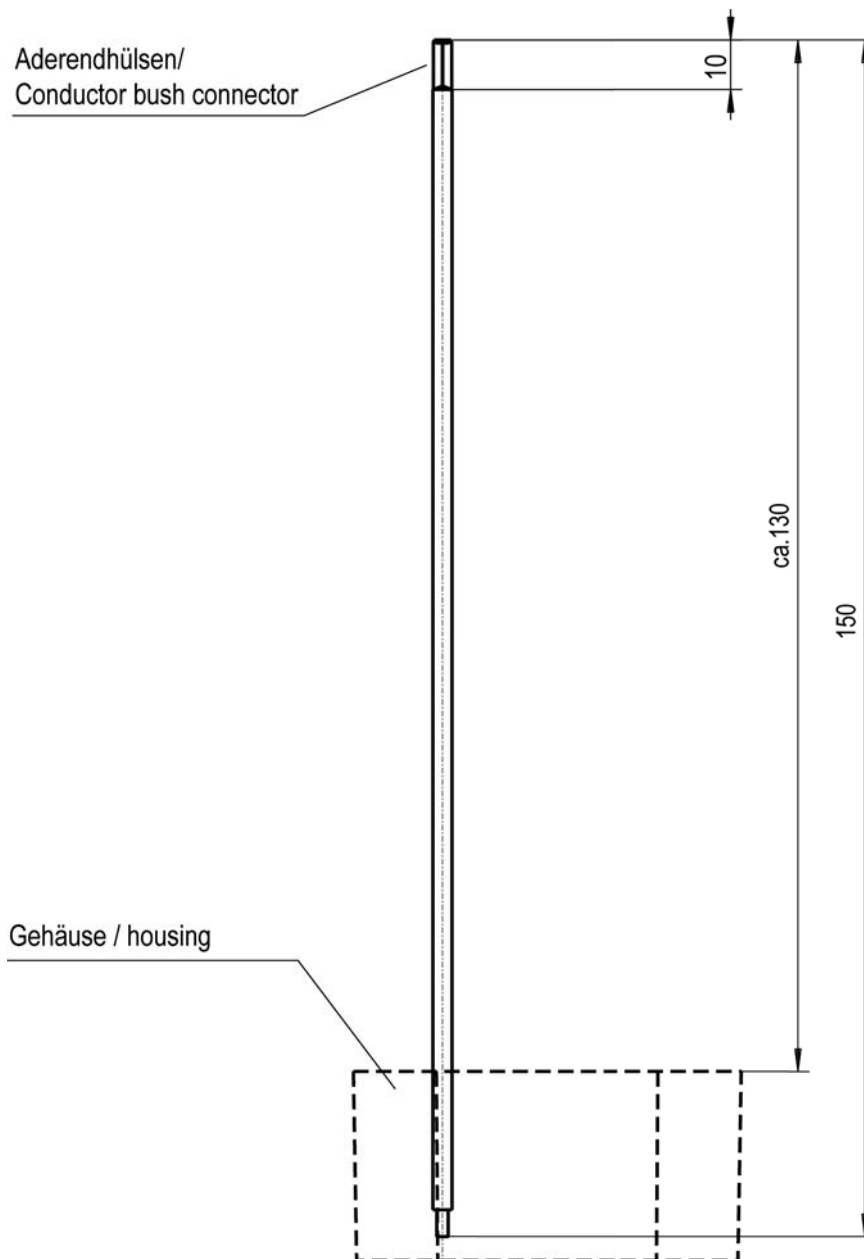 Aderendhülsen/
Conductor bush connector
10
ca.130
150
Gehäuse / housing